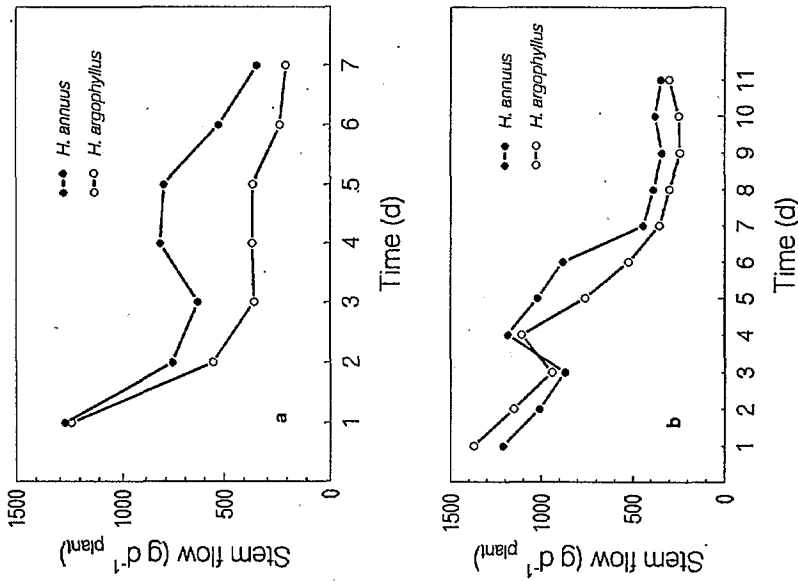 1500
1000
500
0
Stem flow (g d⁻¹ plant)
H. annuus
H. argophyllus
a
1 2 3 4 5 6 7
Time (d)
1500
1000
500
0
Stem flow (g d⁻¹ plant)
H. annuus
H. argophyllus
b
1 2 3 4 5 6 7 8 9 10 11
Time (d)